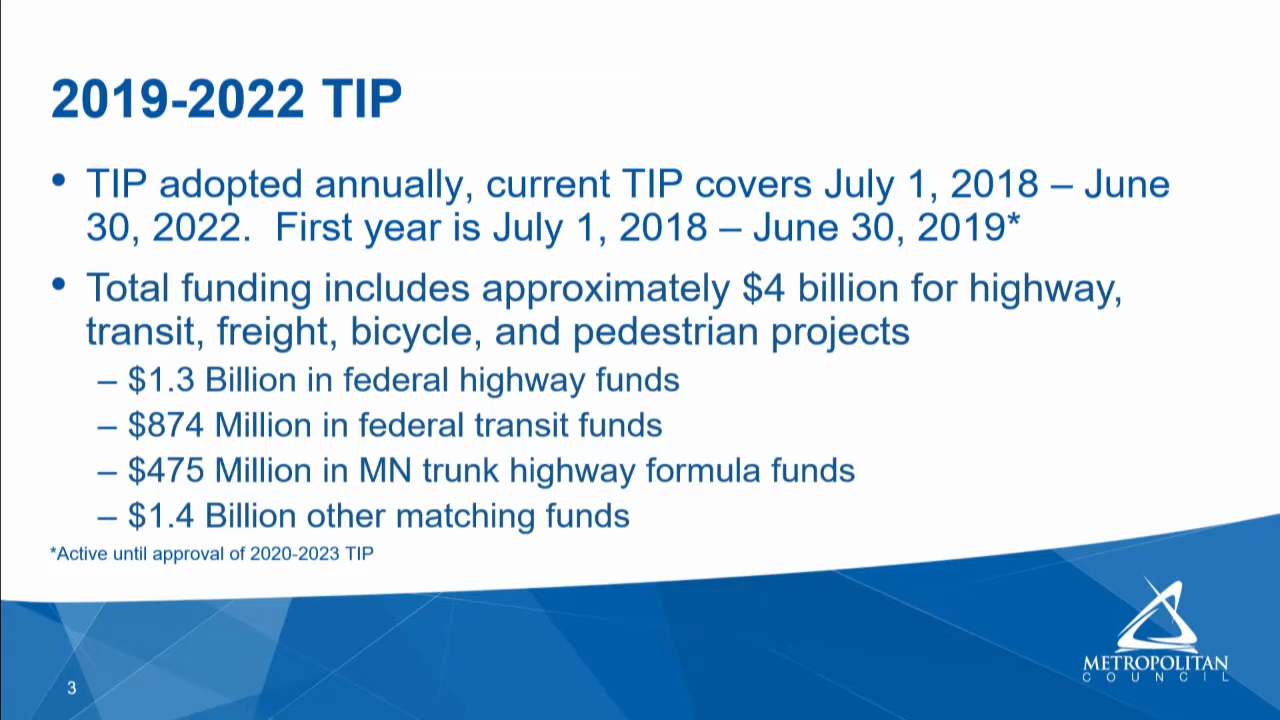 2019-2022 TIP
• TIP adopted annually, current TIP covers July 1, 2018 – June
30, 2022.  First year is July 1, 2018 – June 30, 2019*
• Total funding includes approximately $4 billion for highway,
transit, freight, bicycle, and pedestrian projects
– $1.3 Billion in federal highway funds
– $874 Million in federal transit funds
– $475 Million in MN trunk highway formula funds
– $1.4 Billion other matching funds
*Active until approval of 2020-2023 TIP
3
METROPOLITAN
COUNCIL